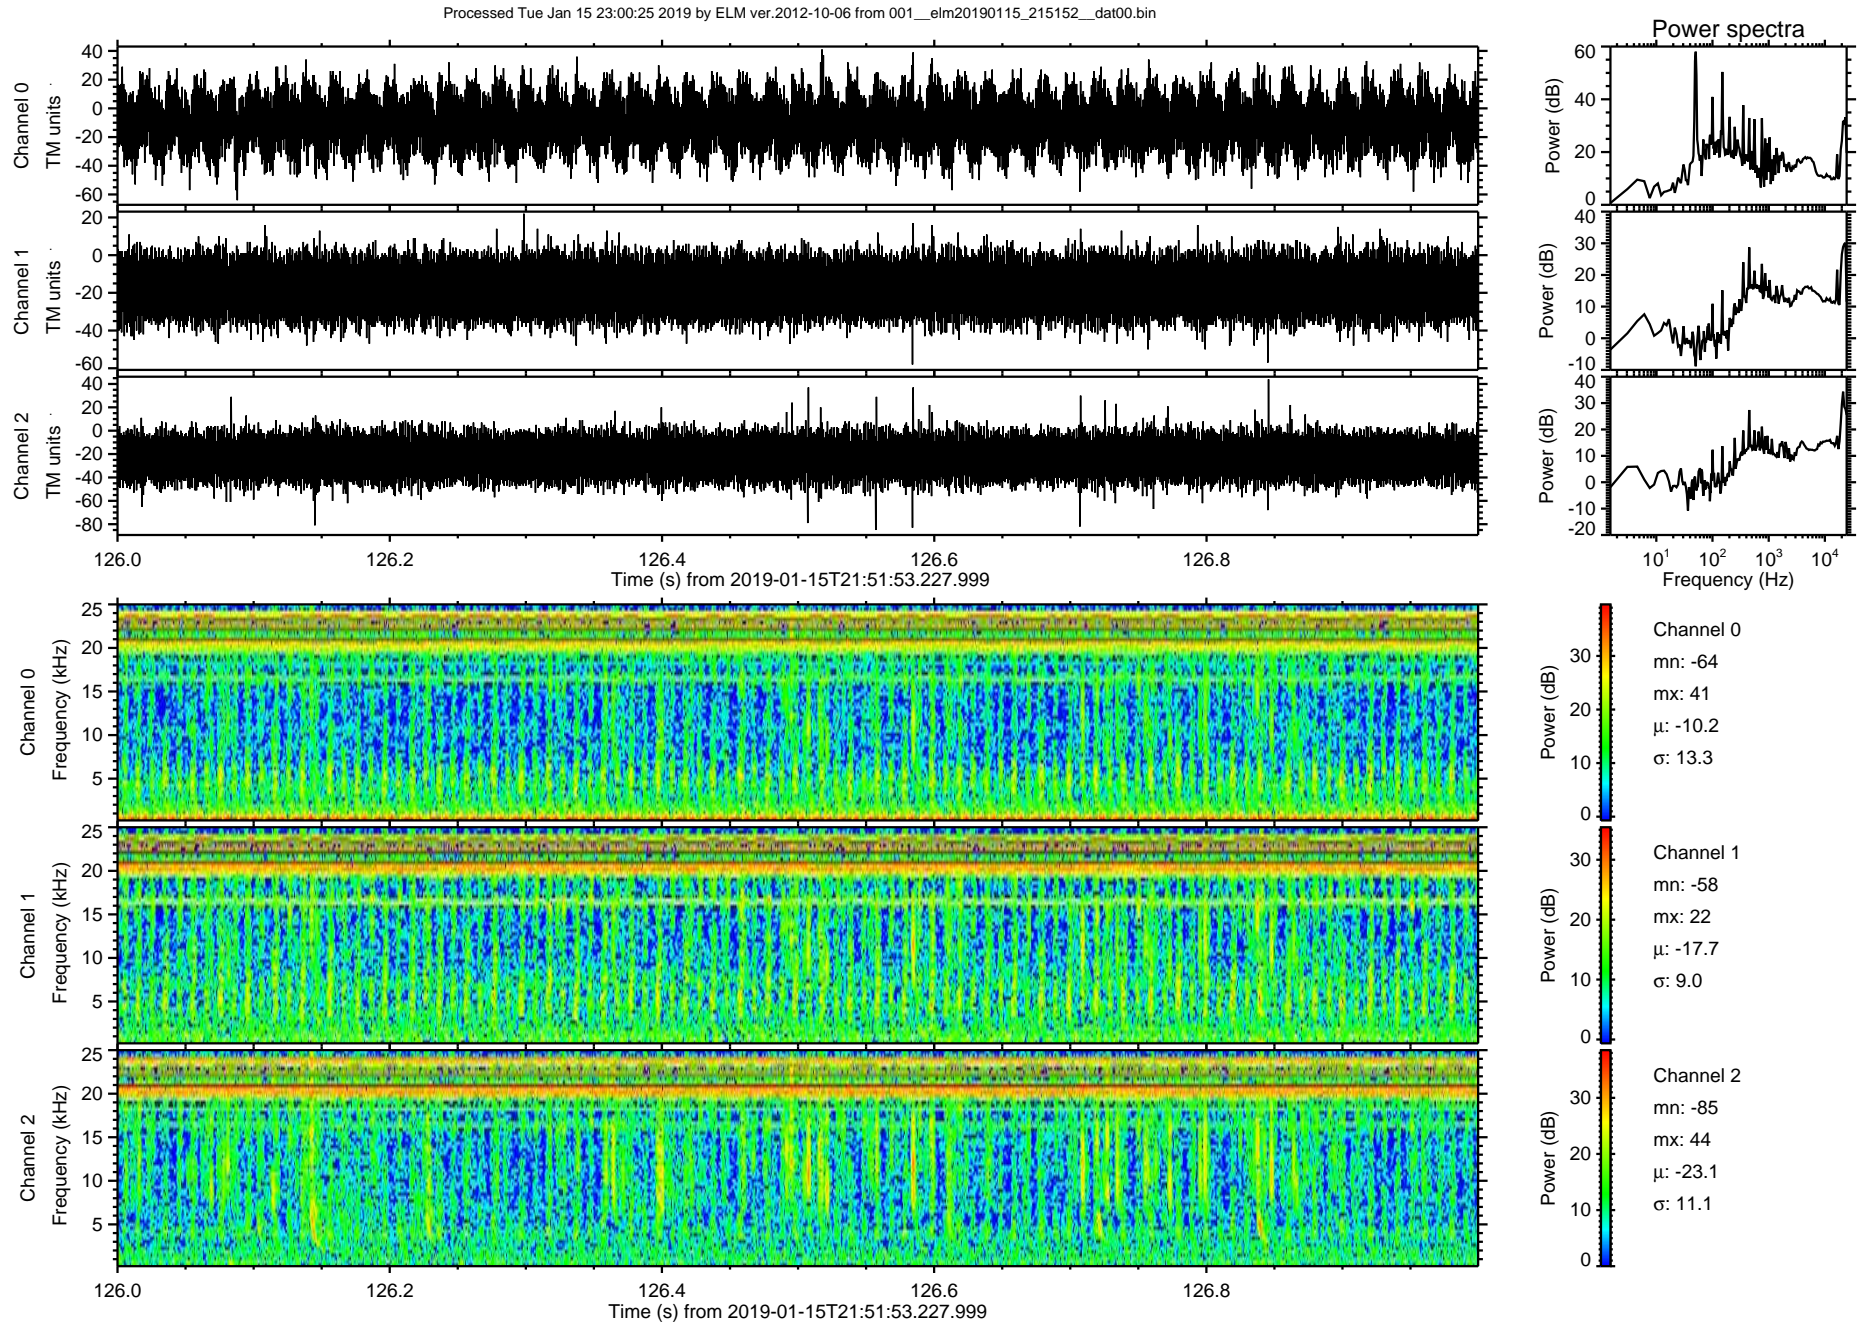 Processed Tue Jan 15 23:00:25 2019 by ELM ver.2012-10-06 from 001__elm20190115_215152__dat00.bin
Power spectra
Channel 0
TM units
40
20
0
-20
-40
-60
Power (dB)
60
40
20
0
Channel 1
TM units
20
0
-20
-40
-60
Power (dB)
40
30
20
10
0
-10
Channel 2
TM units
40
20
0
-20
-40
-60
-80
Power (dB)
40
30
20
10
0
-10
-20
126.0 126.2 126.4 126.6 126.8
Time (s) from 2019-01-15T21:51:53.227.999
10¹ 10² 10³ 10⁴
Frequency (Hz)
Channel 0
Frequency (kHz)
25
20
15
10
5
Power (dB)
30
20
10
0
Channel 0
mn: -64
mx: 41
μ: -10.2
σ: 13.3
Channel 1
Frequency (kHz)
25
20
15
10
5
Power (dB)
30
20
10
0
Channel 1
mn: -58
mx: 22
μ: -17.7
σ: 9.0
Channel 2
Frequency (kHz)
25
20
15
10
5
Power (dB)
30
20
10
0
Channel 2
mn: -85
mx: 44
μ: -23.1
σ: 11.1
126.0 126.2 126.4 126.6 126.8
Time (s) from 2019-01-15T21:51:53.227.999